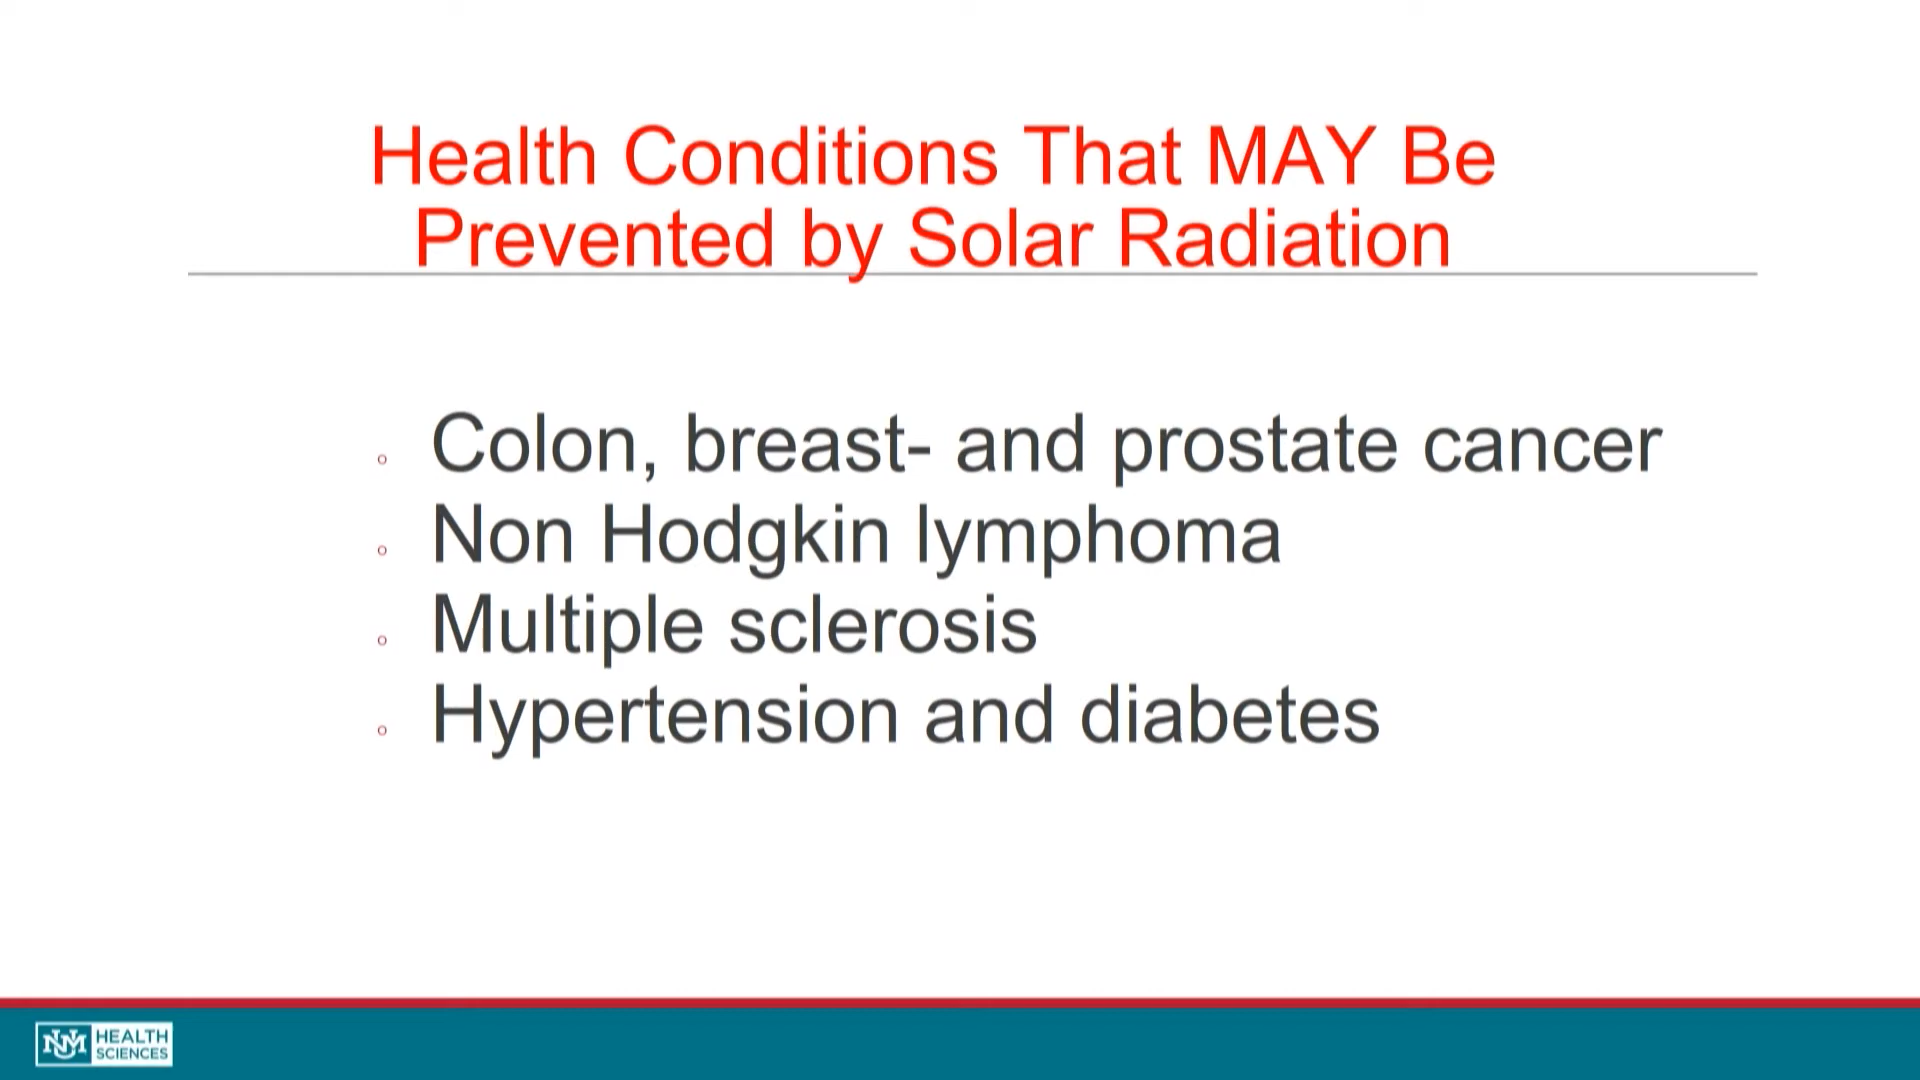 Health Conditions That MAY Be
Prevented by Solar Radiation
Colon, breast- and prostate cancer
Non Hodgkin lymphoma
Multiple sclerosis
Hypertension and diabetes
UNM HEALTH
SCIENCES